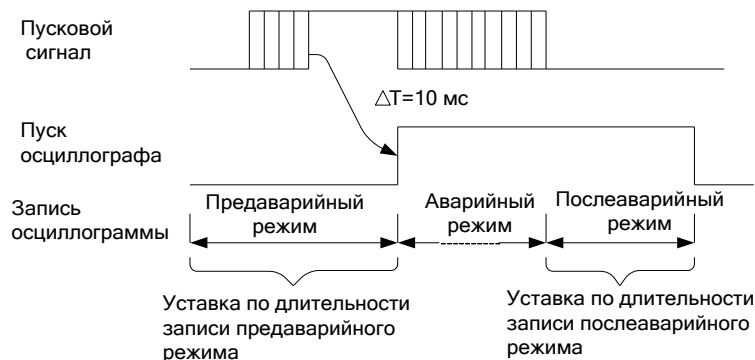 Пусковой
сигнал
△T=10 мс
Пуск
осциллографа
Запись
осциллограммы
Предаварийный
режим
Аварийный
режим
Послеаварийный
режим
Уставка по длительности
записи предаварийного
режима
Уставка по длительности
записи послеаварийного
режима